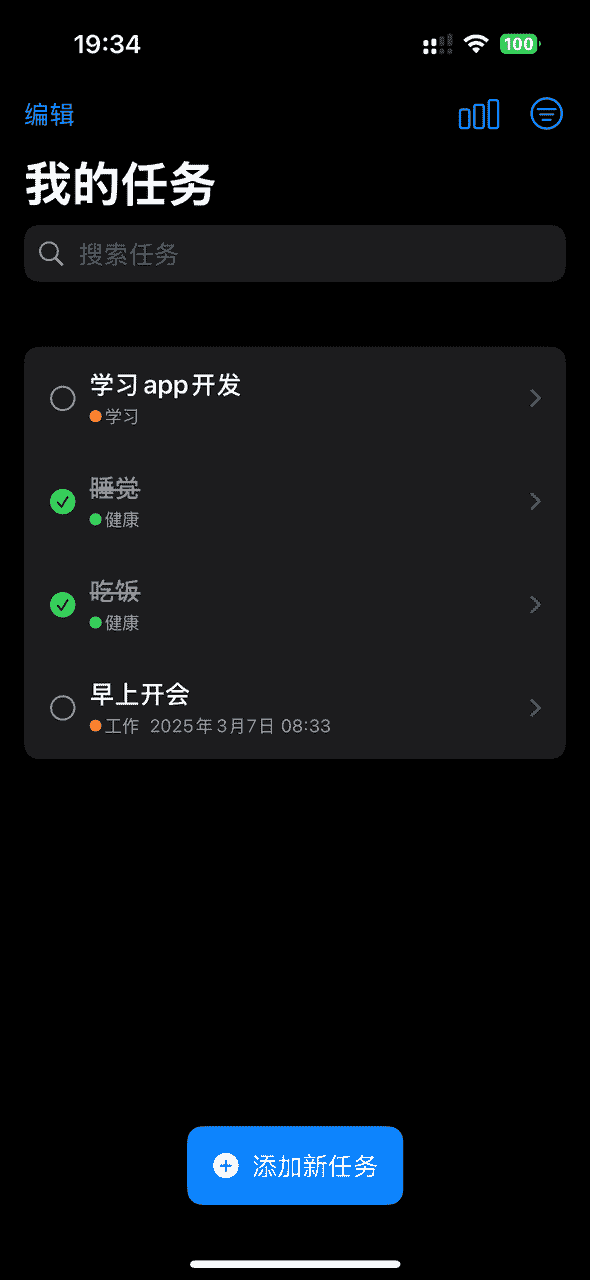 19:34
100
编辑
我的任务
搜索任务
学习app开发
学习
睡觉
健康
吃饭
健康
早上开会
工作 2025年3月7日 08:33
添加新任务